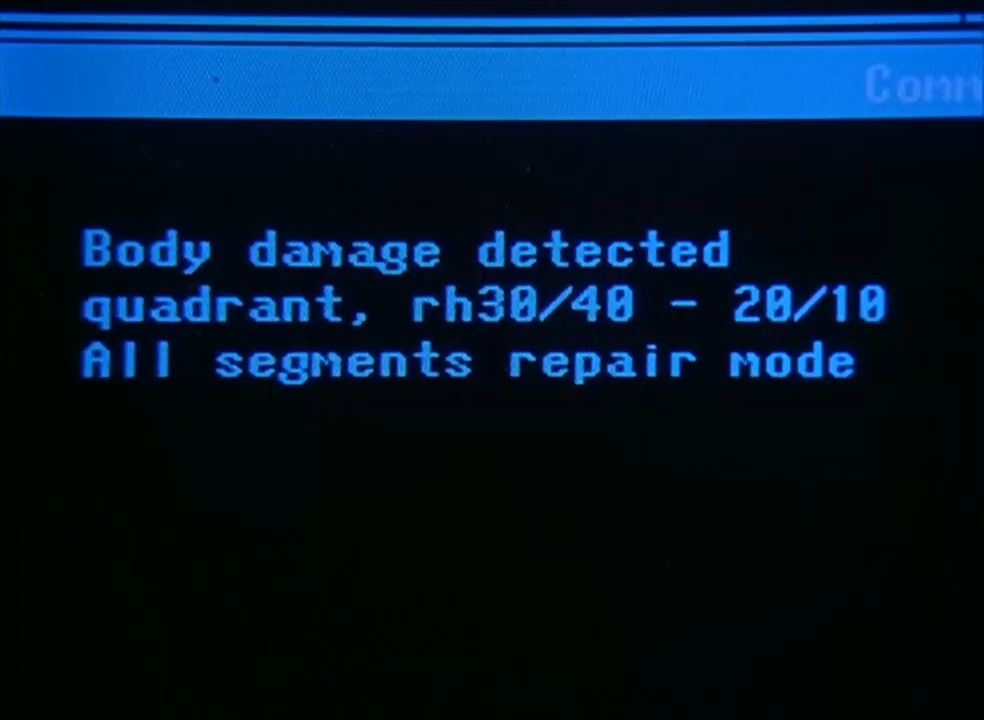 Body damage detected
quadrant, rh30/40 - 20/10
All segments repair mode